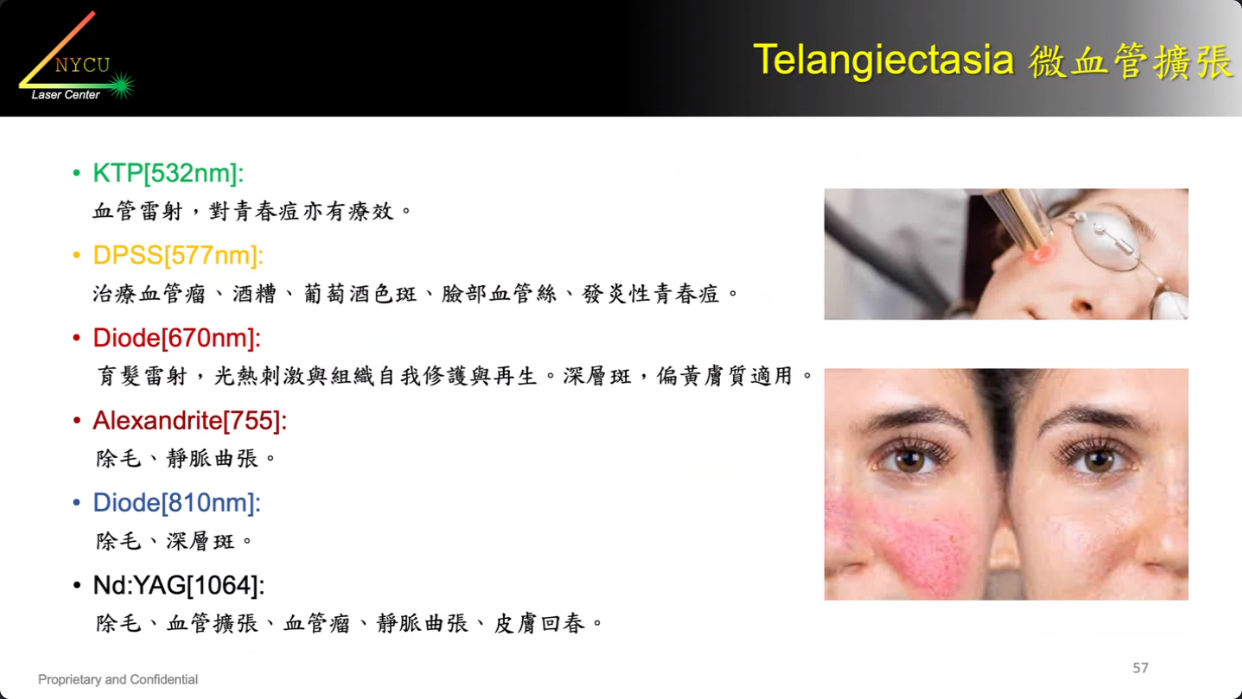 NYCU
Laser Center
Telangiectasia 微血管擴張
• KTP[532nm]:
血管雷射，對青春痘亦有療效。
• DPSS[577nm]:
治療血管瘤、酒糟、葡萄酒色斑、臉部血管絲、發炎性青春痘。
• Diode[670nm]:
育髮雷射，光熱刺激與組織自我修護與再生。深層斑，偏黃膚質適用。
• Alexandrite[755]:
除毛、靜脈曲張。
• Diode[810nm]:
除毛、深層斑。
• Nd:YAG[1064]:
除毛、血管擴張、血管瘤、靜脈曲張、皮膚回春。
Proprietary and Confidential
57